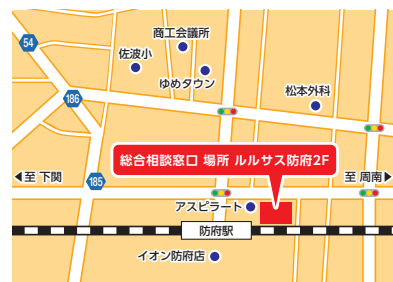 商工会議所
54
佐波小
ゆめタウン
186
松本外科
総合相談窓口 場所 ルルサス防府2F
至 下関
185
至 周南
アスピラート
防府駅
イオン防府店